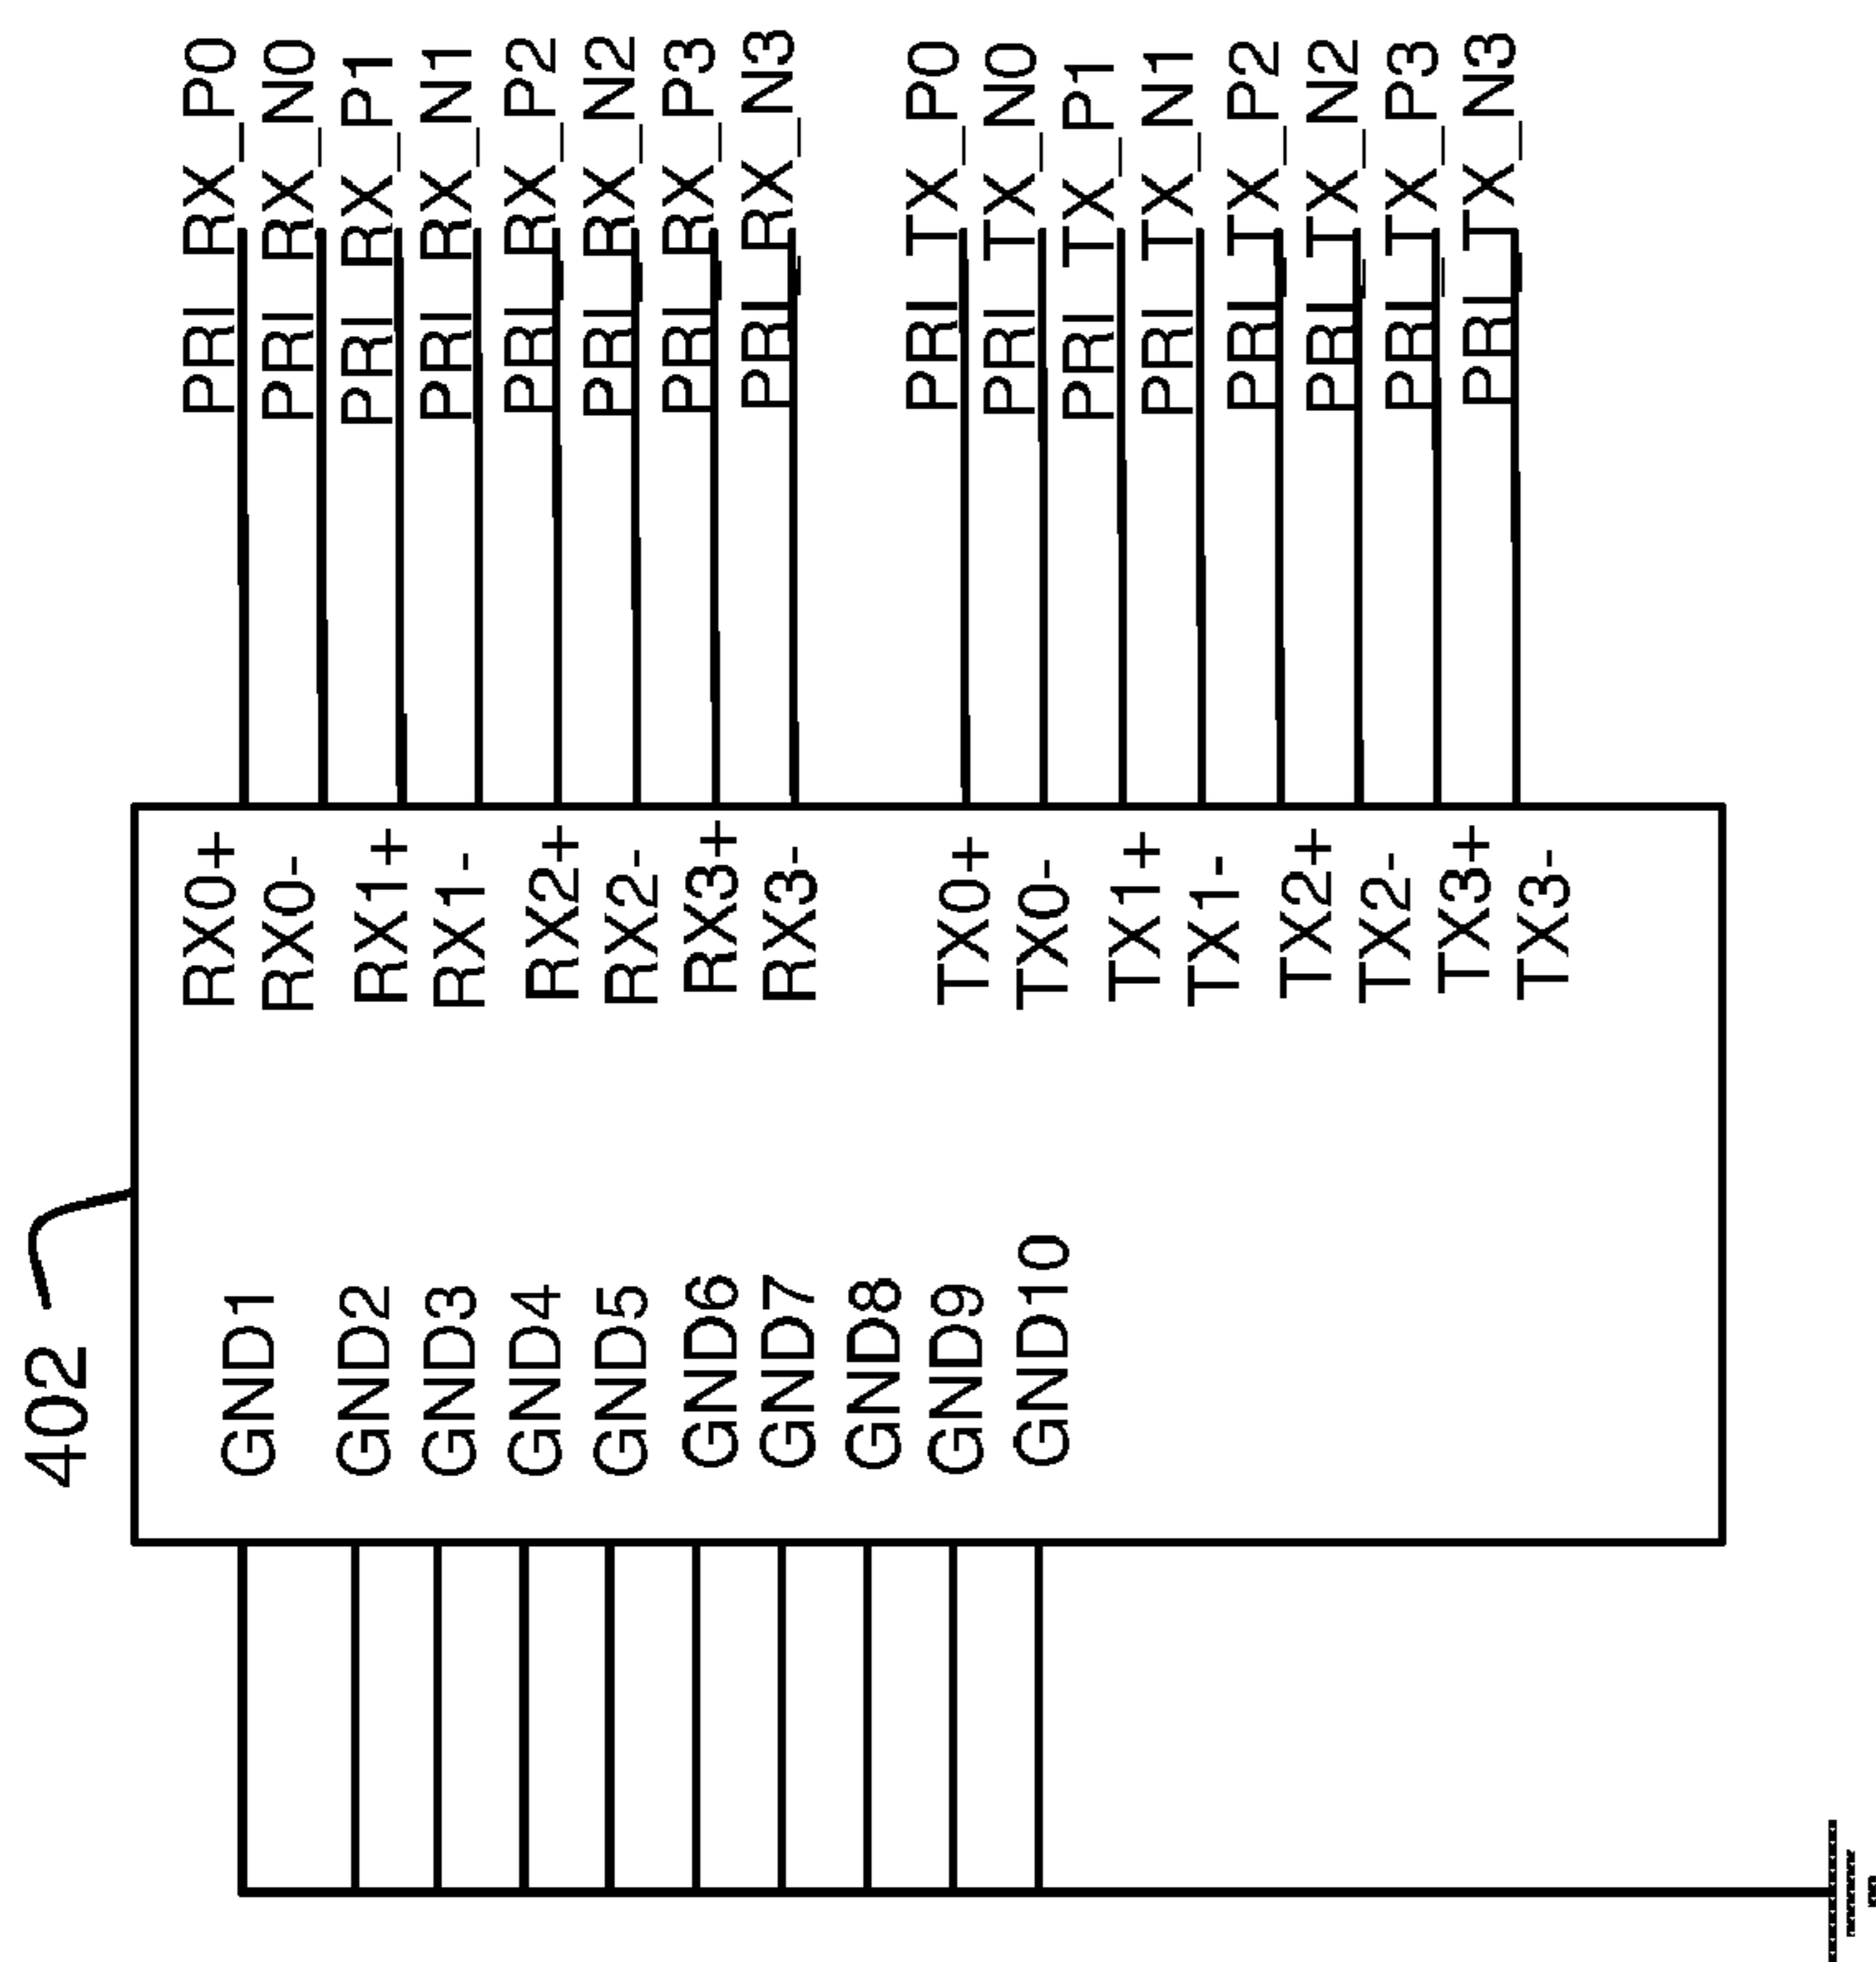 402
GND1
GND2
GND3
GND4
GND5
GND6
GND7
GND8
GND9
GND10
RX0+
RX0-
RX1+
RX1-
RX2+
RX2-
RX3+
RX3-
TX0+
TX0-
TX1+
TX1-
TX2+
TX2-
TX3+
TX3-
PRI_RX_P0
PRI_RX_N0
PRI_RX_P1
PRI_RX_N1
PRI_RX_P2
PRI_RX_N2
PRI_RX_P3
PRI_RX_N3
PRI_TX_P0
PRI_TX_N0
PRI_TX_P1
PRI_TX_N1
PRI_TX_P2
PRI_TX_N2
PRI_TX_P3
PRI_TX_N3